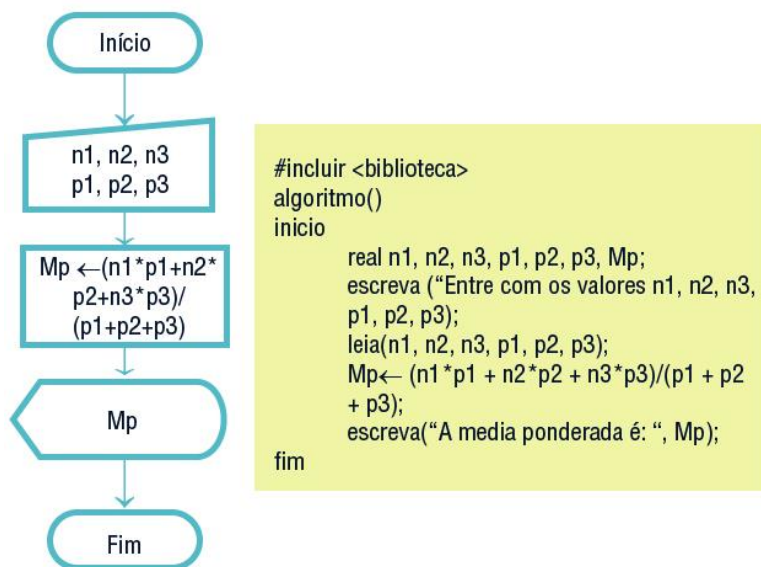 Início
n1, n2, n3
p1, p2, p3
Mp ←(n1*p1+n2*
p2+n3*p3)/
(p1+p2+p3)
Mp
Fim
#incluir <biblioteca>
algoritmo()
inicio
real n1, n2, n3, p1, p2, p3, Mp;
escreva (“Entre com os valores n1, n2, n3,
p1, p2, p3);
leia(n1, n2, n3, p1, p2, p3);
Mp← (n1*p1 + n2*p2 + n3*p3)/(p1 + p2
+ p3);
escreva(“A media ponderada é: “, Mp);
fim